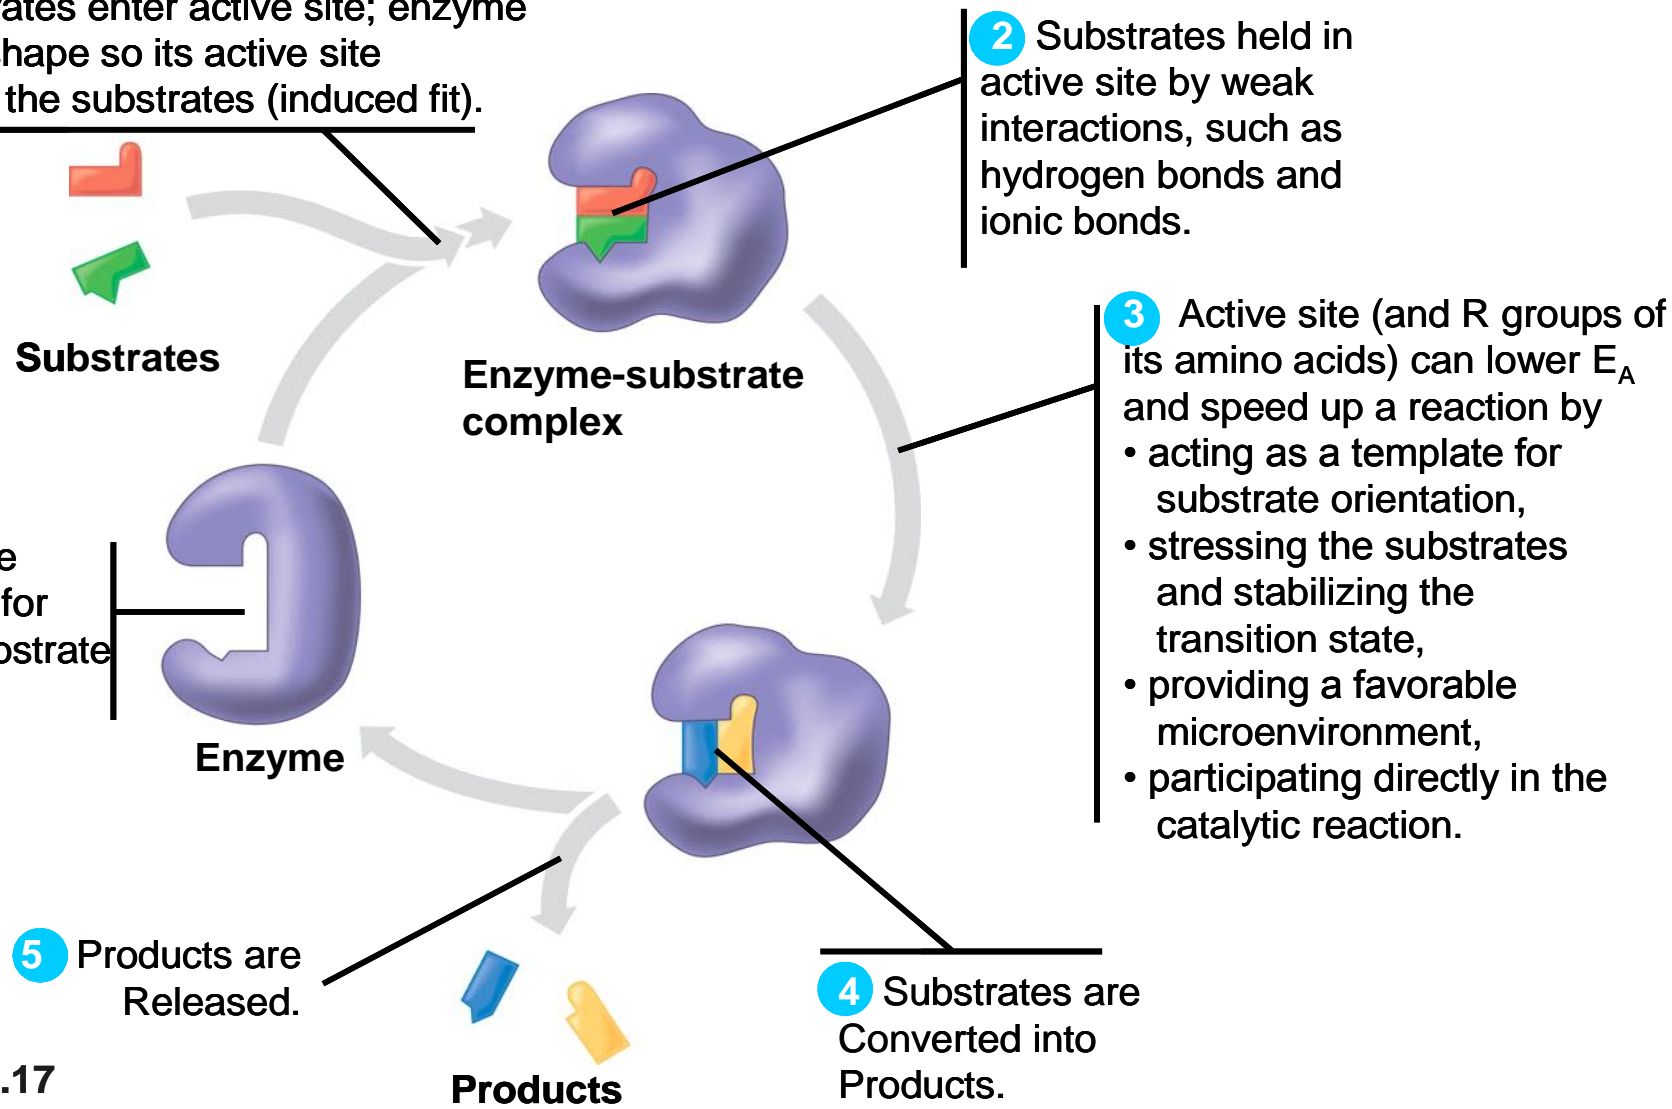 rates enter active site; enzyme
shape so its active site
the substrates (induced fit).
2 Substrates held in
active site by weak
interactions, such as
hydrogen bonds and
ionic bonds.
Substrates
Enzyme-substrate
complex
3 Active site (and R groups of
its amino acids) can lower EA
and speed up a reaction by
• acting as a template for
substrate orientation,
• stressing the substrates
and stabilizing the
transition state,
• providing a favorable
microenvironment,
• participating directly in the
catalytic reaction.
e
for
ostrate
Enzyme
5 Products are
Released.
4 Substrates are
Converted into
Products.
Products
.17